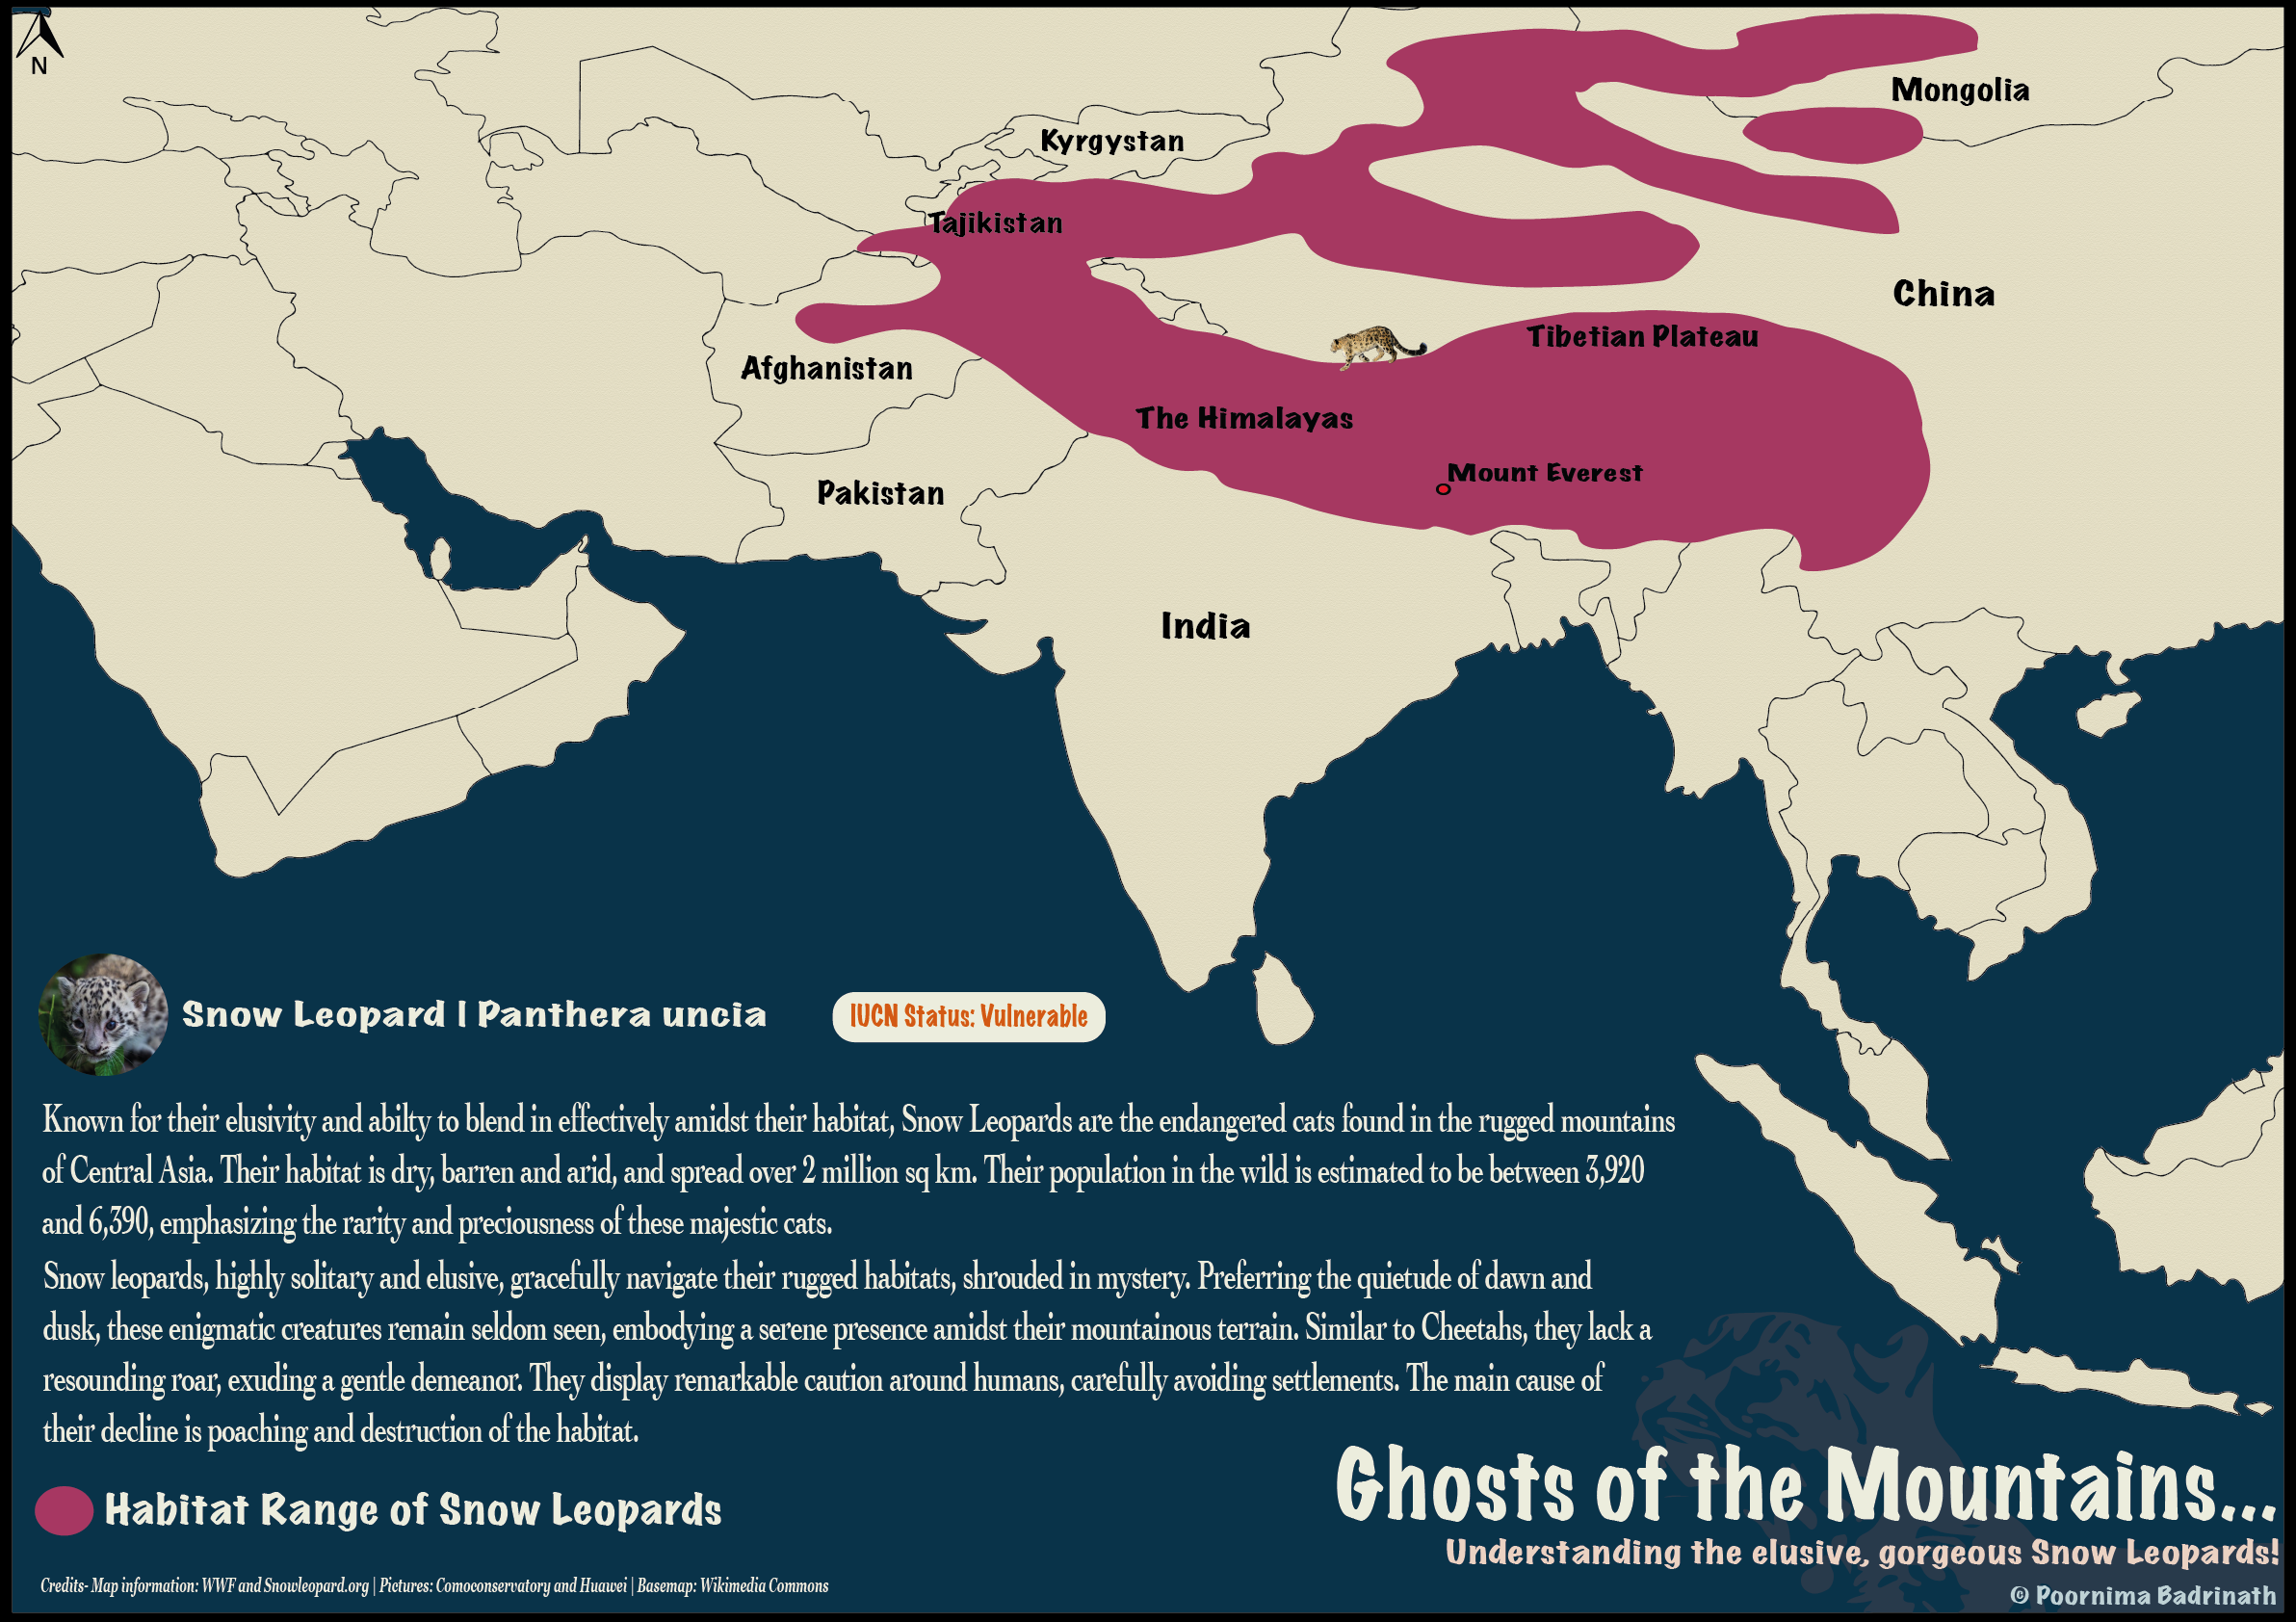 N
Mongolia
Kyrgystan
Tajikistan
China
Tibetian Plateau
Afghanistan
The Himalayas
Mount Everest
Pakistan
India
Snow Leopard | Panthera uncia
IUCN Status: Vulnerable
Known for their elusivity and abilty to blend in effectively amidst their habitat, Snow Leopards are the endangered cats found in the rugged mountains
of Central Asia. Their habitat is dry, barren and arid, and spread over 2 million sq km. Their population in the wild is estimated to be between 3,920
and 6,390, emphasizing the rarity and preciousness of these majestic cats.
Snow leopards, highly solitary and elusive, gracefully navigate their rugged habitats, shrouded in mystery. Preferring the quietude of dawn and
dusk, these enigmatic creatures remain seldom seen, embodying a serene presence amidst their mountainous terrain. Similar to Cheetahs, they lack a
resounding roar, exuding a gentle demeanor. They display remarkable caution around humans, carefully avoiding settlements. The main cause of
their decline is poaching and destruction of the habitat.
Habitat Range of Snow Leopards
Credits- Map information: WWF and Snowleopard.org | Pictures: Comoconservatory and Huawei | Basemap: Wikimedia Commons
Ghosts of the Mountains...
Understanding the elusive, gorgeous Snow Leopards!
© Poornima Badrinath